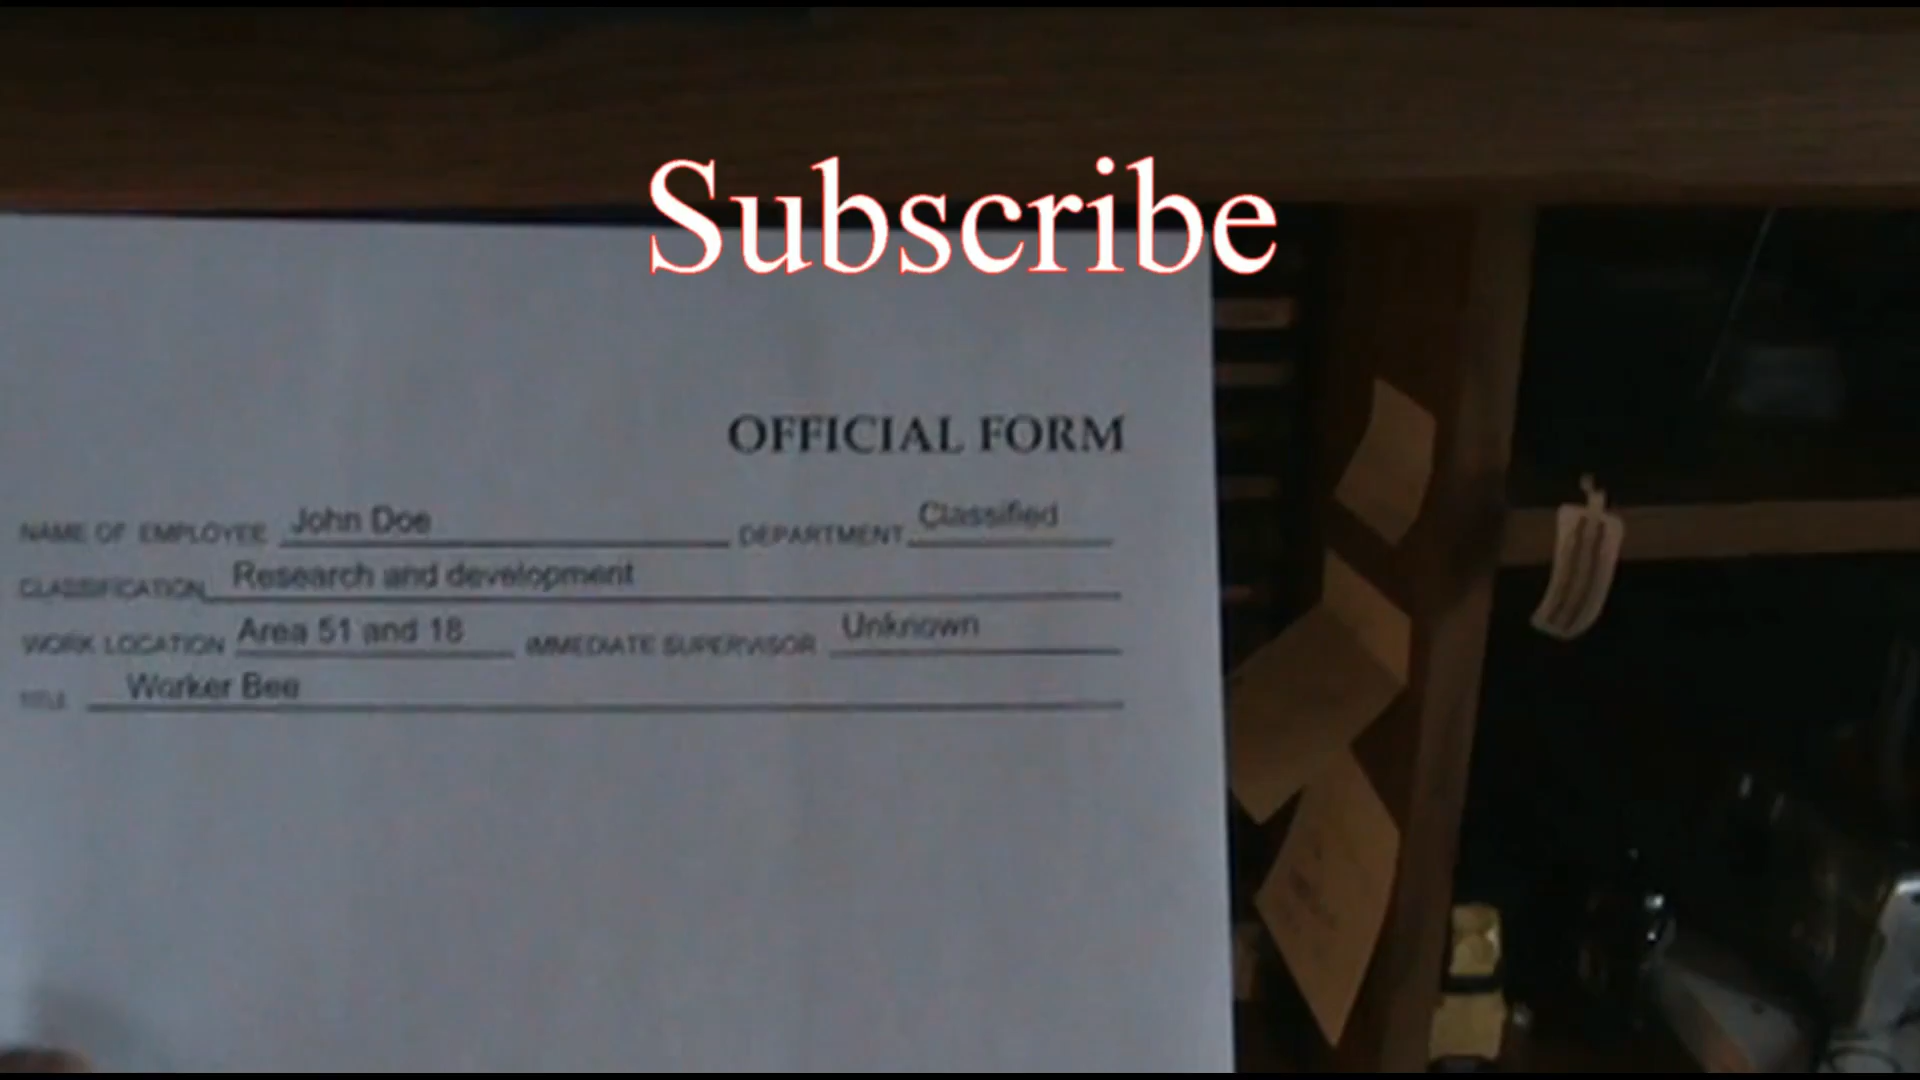 Subscribe
OFFICIAL FORM
NAME OF EMPLOYEE John Doe DEPARTMENT Classified
CLASSIFICATION Research and development
WORK LOCATION Area 51 and 18 IMMEDIATE SUPERVISOR Unknown
TITLE Worker Bee